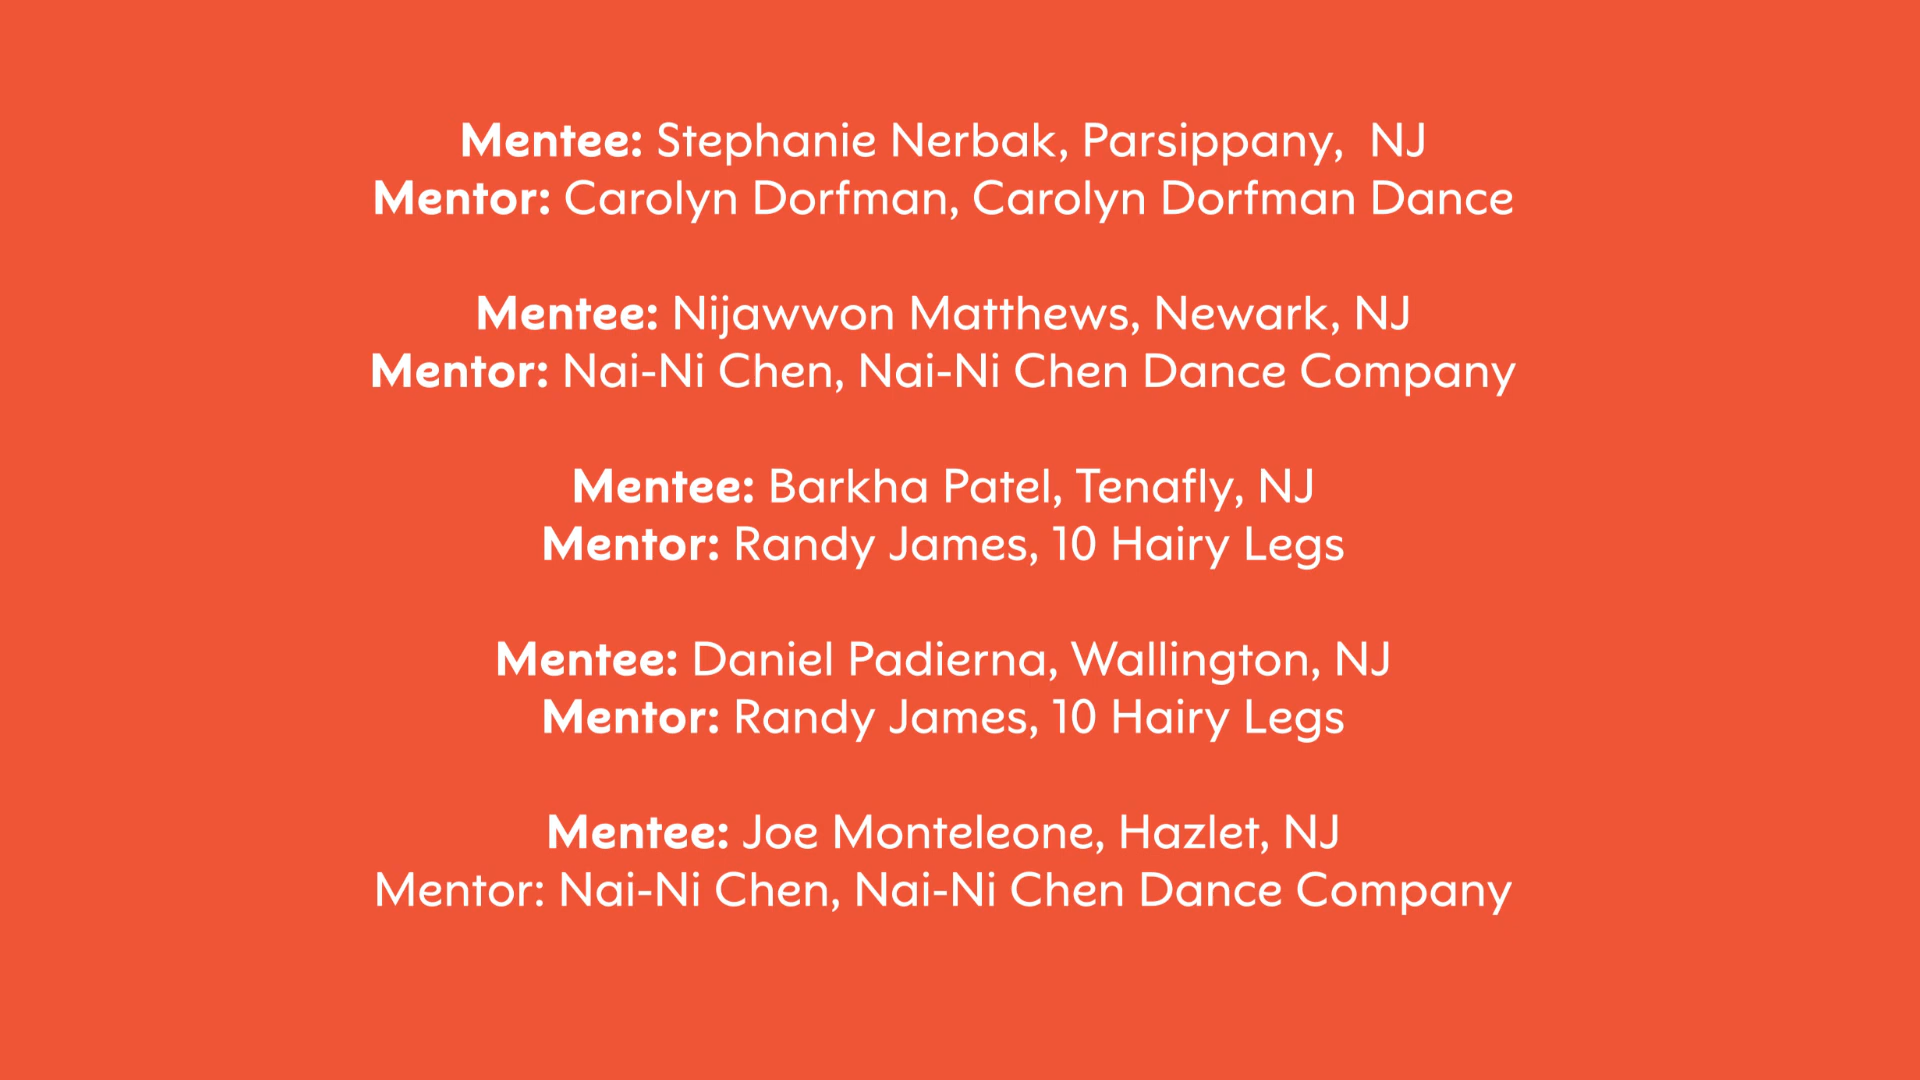 Mentee: Stephanie Nerbak, Parsippany,  NJ
Mentor: Carolyn Dorfman, Carolyn Dorfman Dance
Mentee: Nijawwon Matthews, Newark, NJ
Mentor: Nai-Ni Chen, Nai-Ni Chen Dance Company
Mentee: Barkha Patel, Tenafly, NJ
Mentor: Randy James, 10 Hairy Legs
Mentee: Daniel Padierna, Wallington, NJ
Mentor: Randy James, 10 Hairy Legs
Mentee: Joe Monteleone, Hazlet, NJ
Mentor: Nai-Ni Chen, Nai-Ni Chen Dance Company